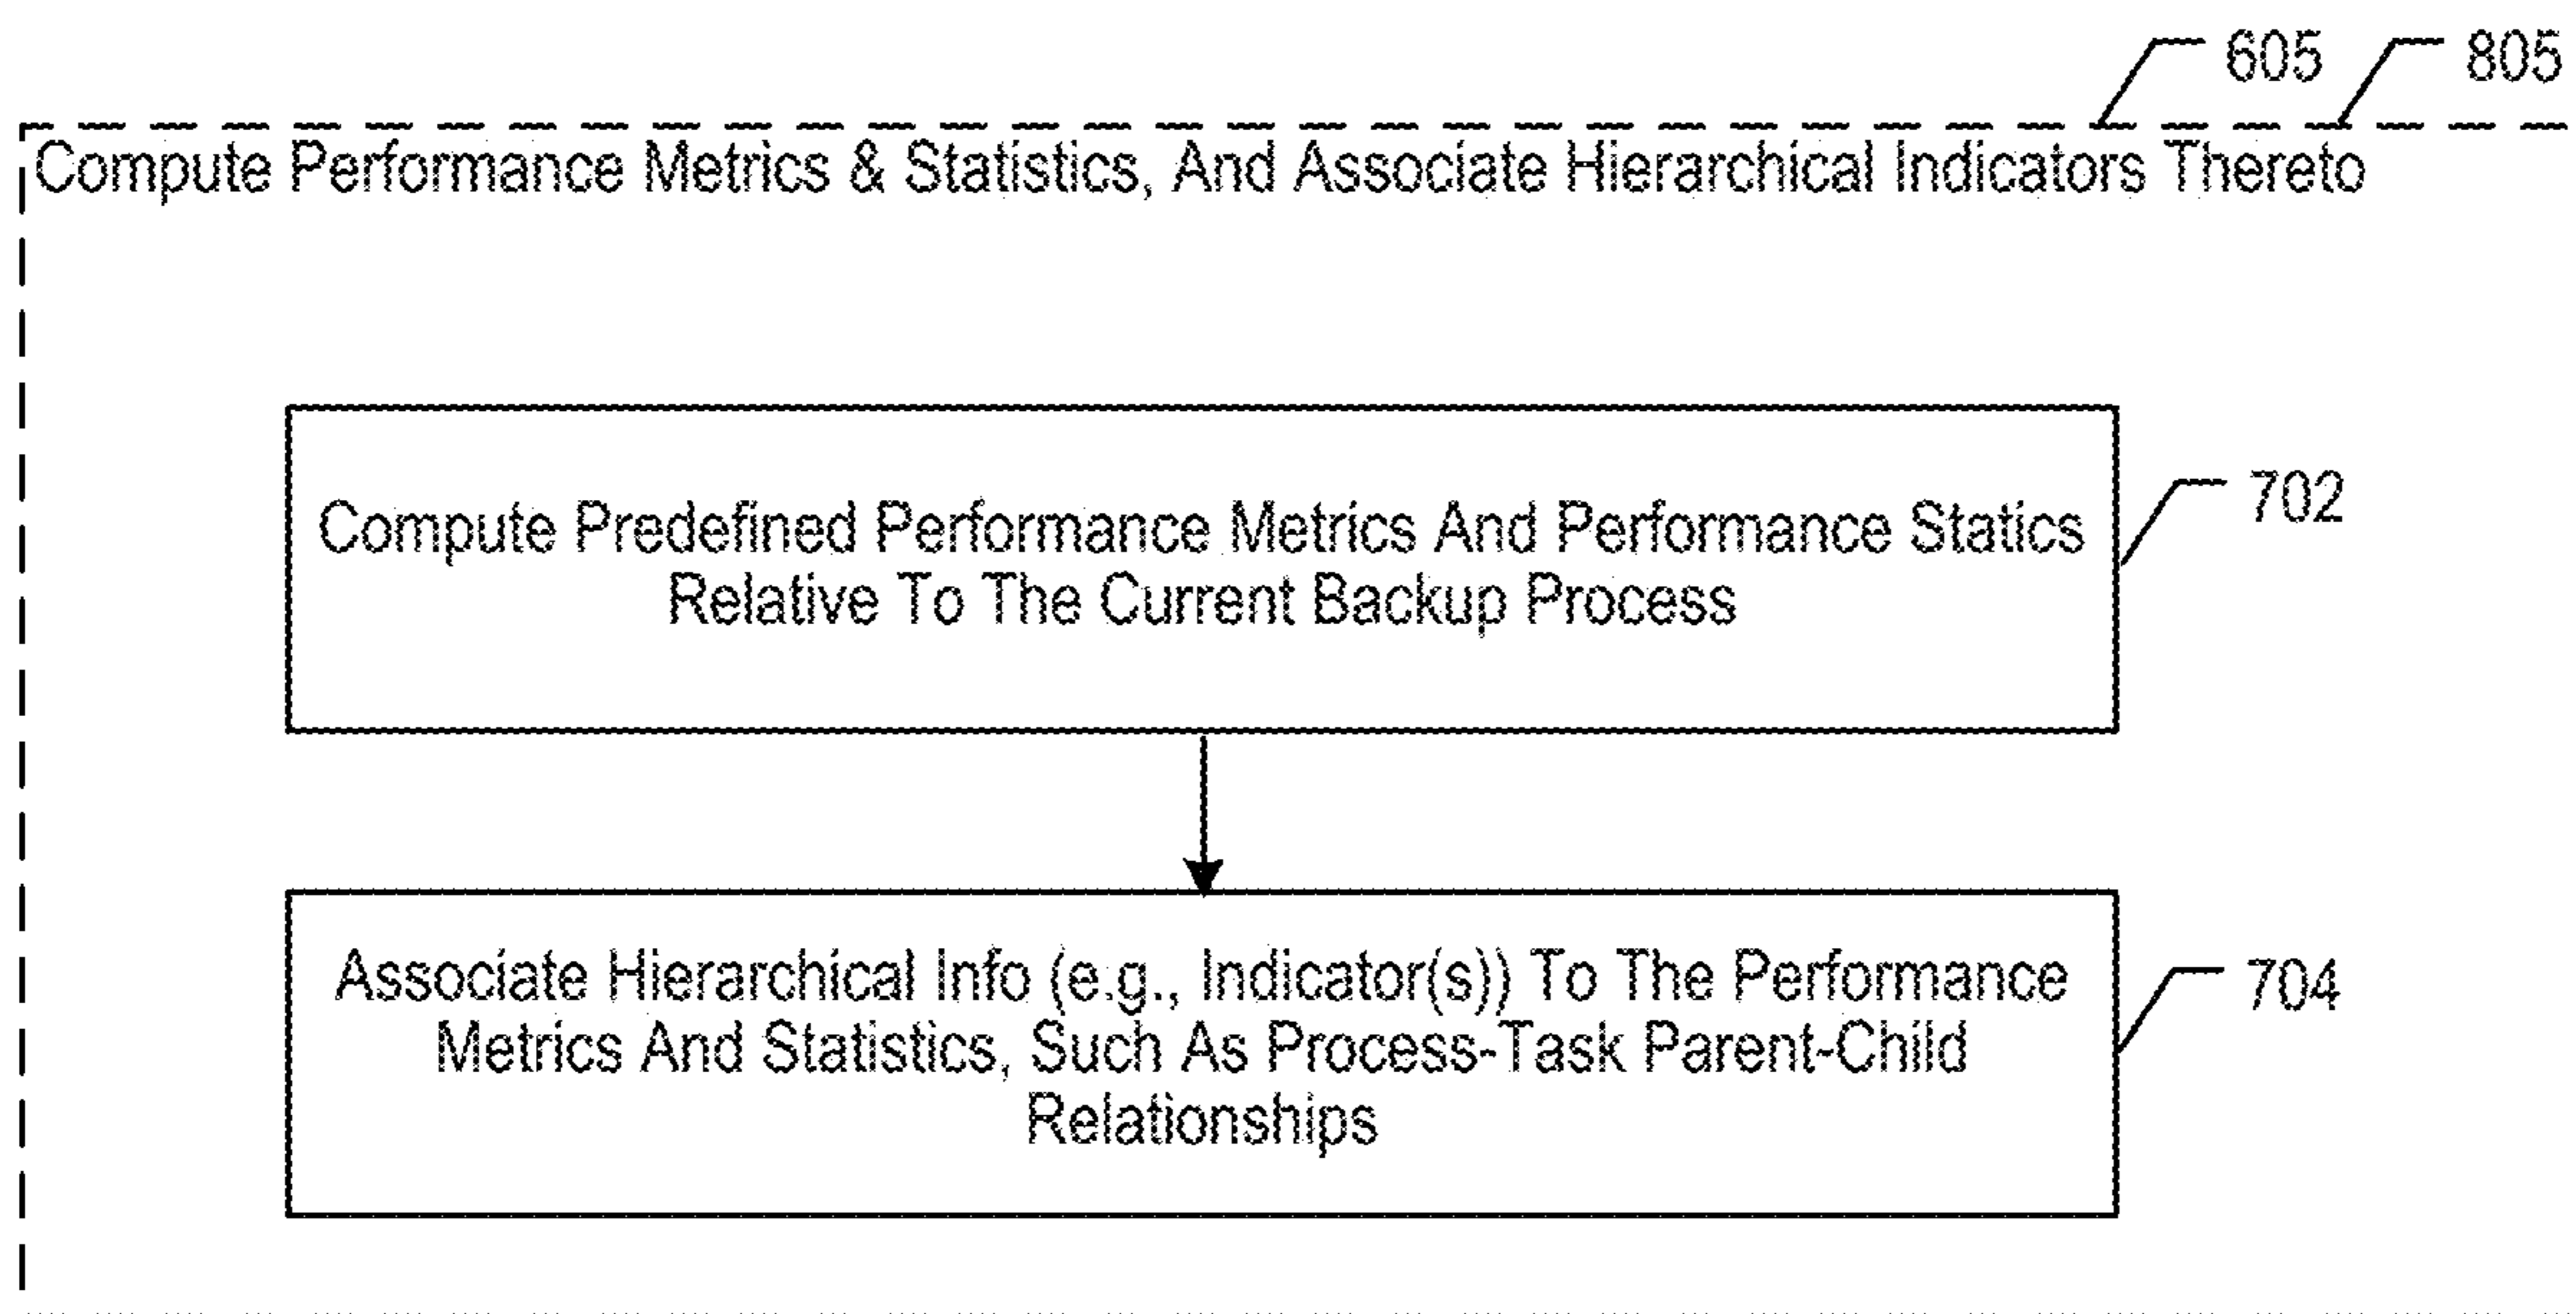 605 805
Compute Performance Metrics & Statistics, And Associate Hierarchical Indicators Thereto
Compute Predefined Performance Metrics And Performance Statics
Relative To The Current Backup Process
702
Associate Hierarchical Info (e.g., Indicator(s)) To The Performance
Metrics And Statistics, Such As Process-Task Parent-Child
Relationships
704